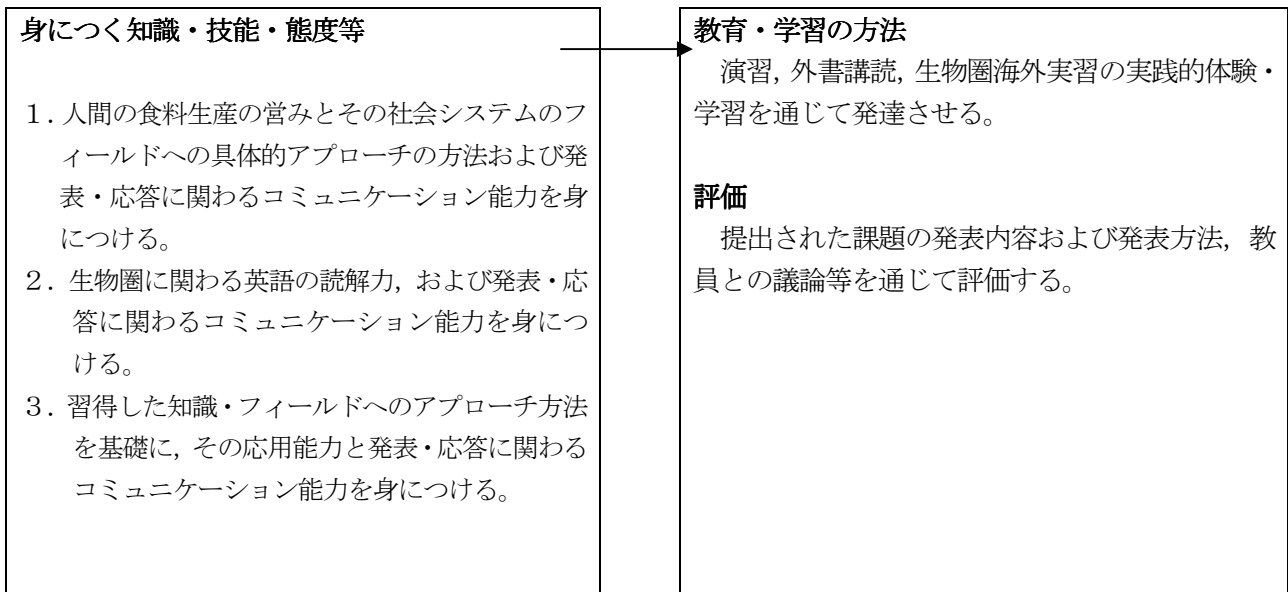 身につく知識・技能・態度等
１．人間の食料生産の営みとその社会システムのフ
ィールドへの具体的アプローチの方法および発
表・応答に関わるコミュニケーション能力を身
につける。
２．生物圏に関わる英語の読解力，および発表・応
答に関わるコミュニケーション能力を身につ
ける。
３．習得した知識・フィールドへのアプローチ方法
を基礎に，その応用能力と発表・応答に関わる
コミュニケーション能力を身につける。
教育・学習の方法
演習，外書講読，生物圏海外実習の実践的体験・
学習を通じて発達させる。
評価
提出された課題の発表内容および発表方法，教
員との議論等を通じて評価する。